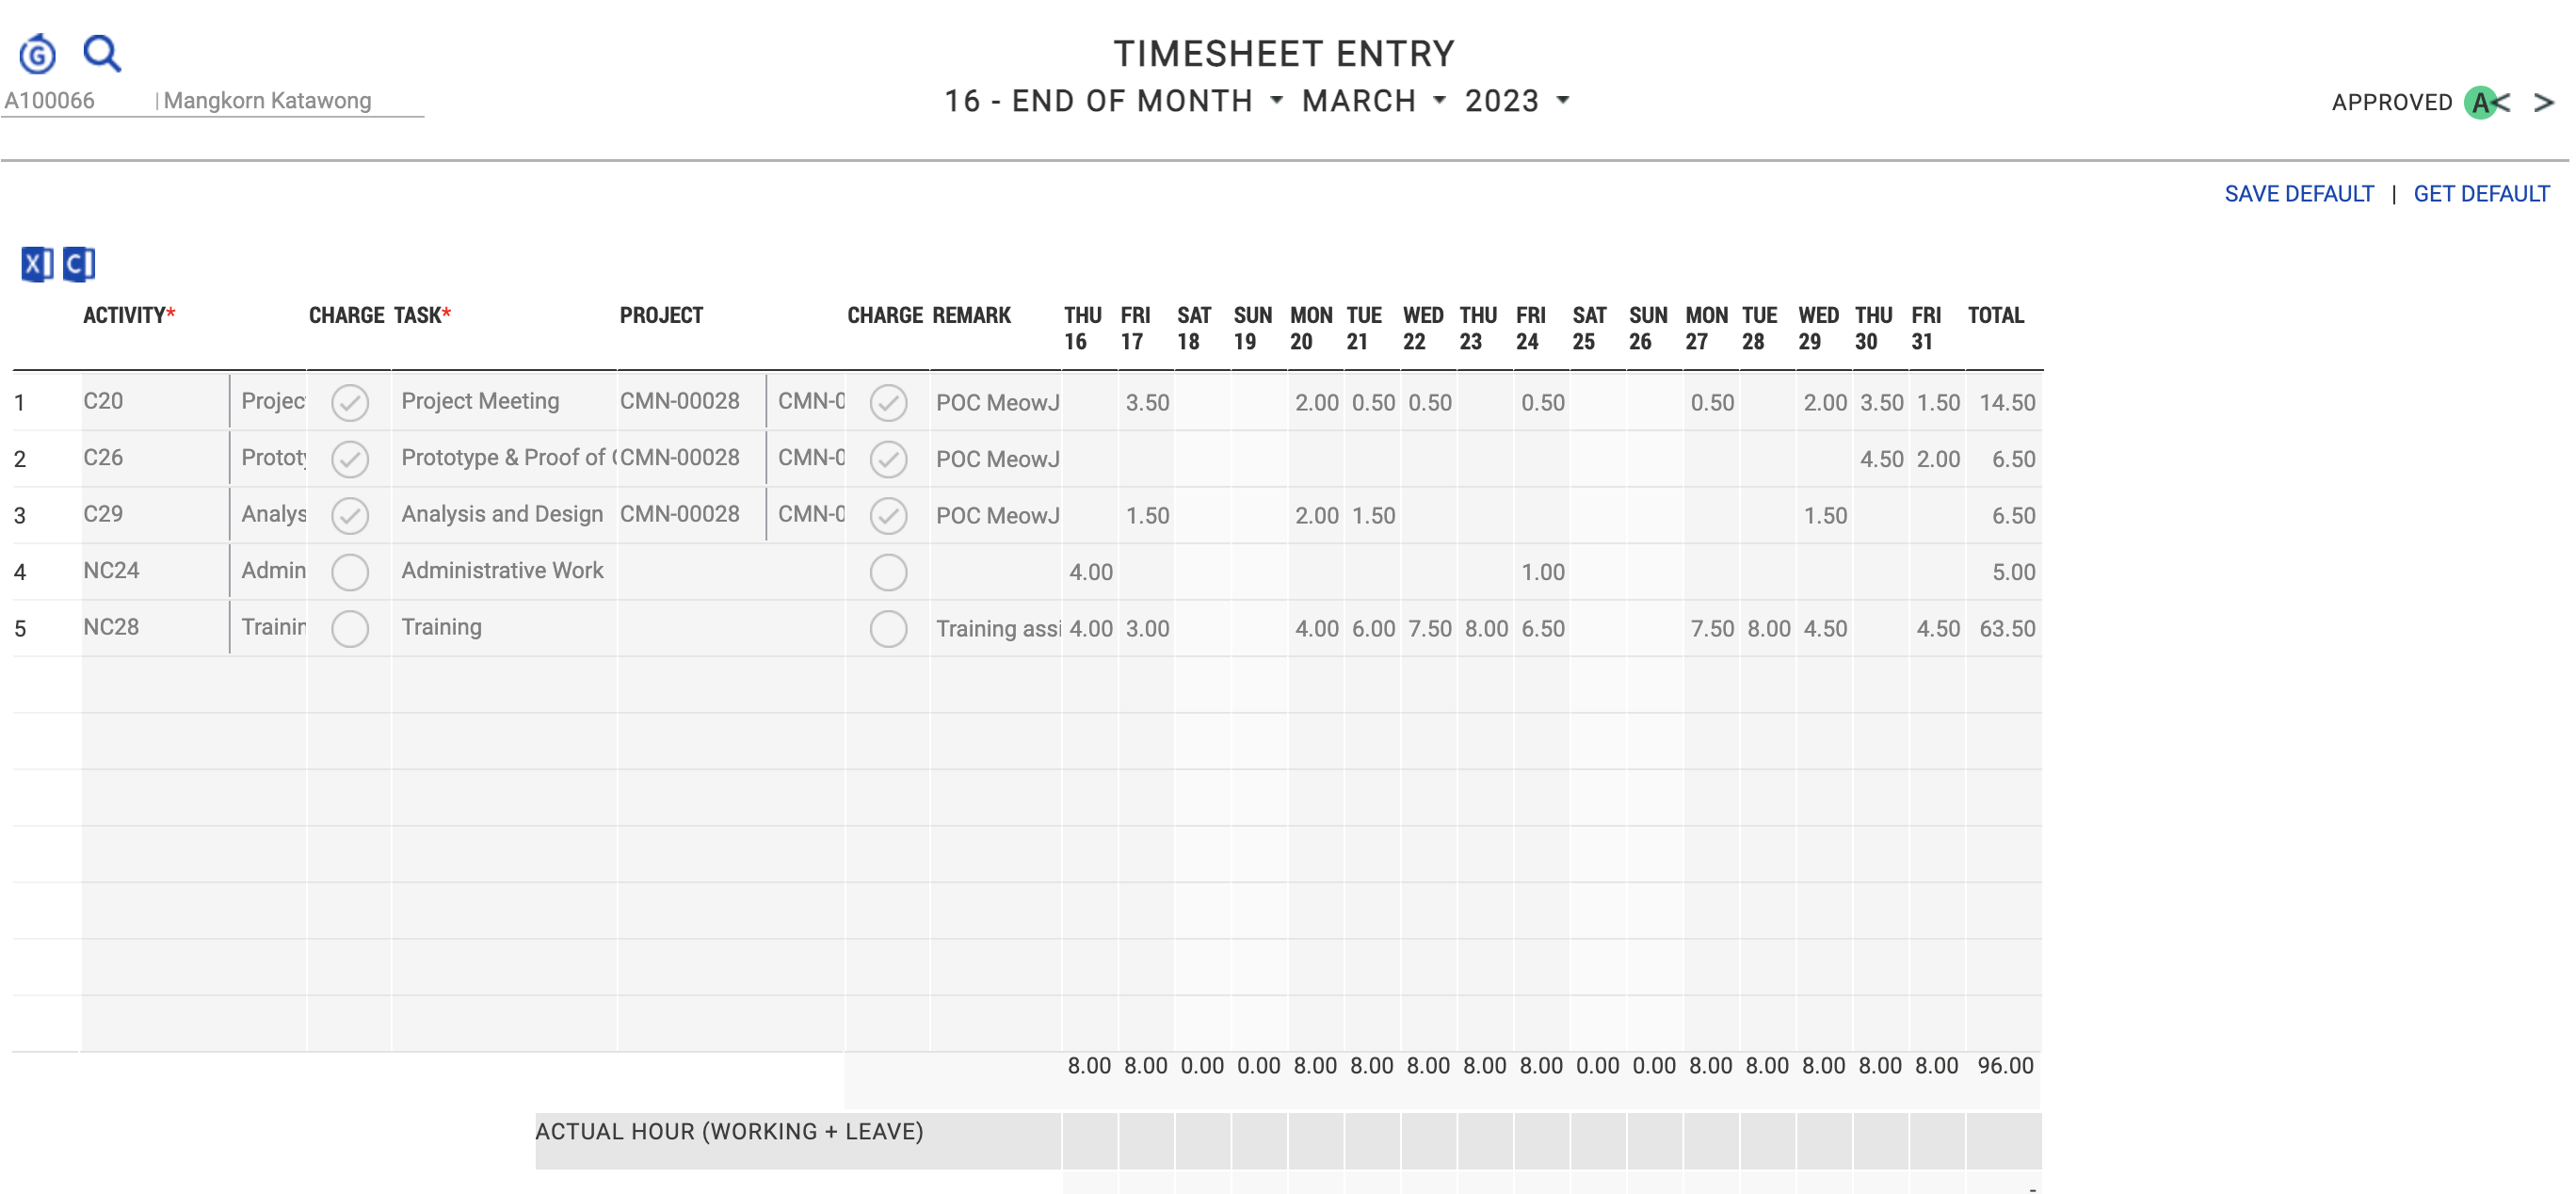 TIMESHEET ENTRY
A100066 | Mangkorn Katawong
16 - END OF MONTH MARCH 2023
APPROVED A < >
SAVE DEFAULT | GET DEFAULT
ACTIVITY* CHARGE TASK* PROJECT CHARGE REMARK THU 16 FRI 17 SAT 18 SUN 19 MON 20 TUE 21 WED 22 THU 23 FRI 24 SAT 25 SUN 26 MON 27 TUE 28 WED 29 THU 30 FRI 31 TOTAL
1 C20 Projec Project Meeting CMN-00028 CMN-0 POC MeowJ 3.50 2.00 0.50 0.50 0.50 0.50 2.00 3.50 1.50 14.50
2 C26 Prototy Prototype & Proof of CMN-00028 CMN-0 POC MeowJ 4.50 2.00 6.50
3 C29 Analys Analysis and Design CMN-00028 CMN-0 POC MeowJ 1.50 2.00 1.50 1.50 6.50
4 NC24 Admin Administrative Work 4.00 1.00 5.00
5 NC28 Trainin Training Training assi 4.00 3.00 4.00 6.00 7.50 8.00 6.50 7.50 8.00 4.50 4.50 63.50
8.00 8.00 0.00 0.00 8.00 8.00 8.00 8.00 8.00 0.00 0.00 8.00 8.00 8.00 8.00 8.00 96.00
ACTUAL HOUR (WORKING + LEAVE)
-